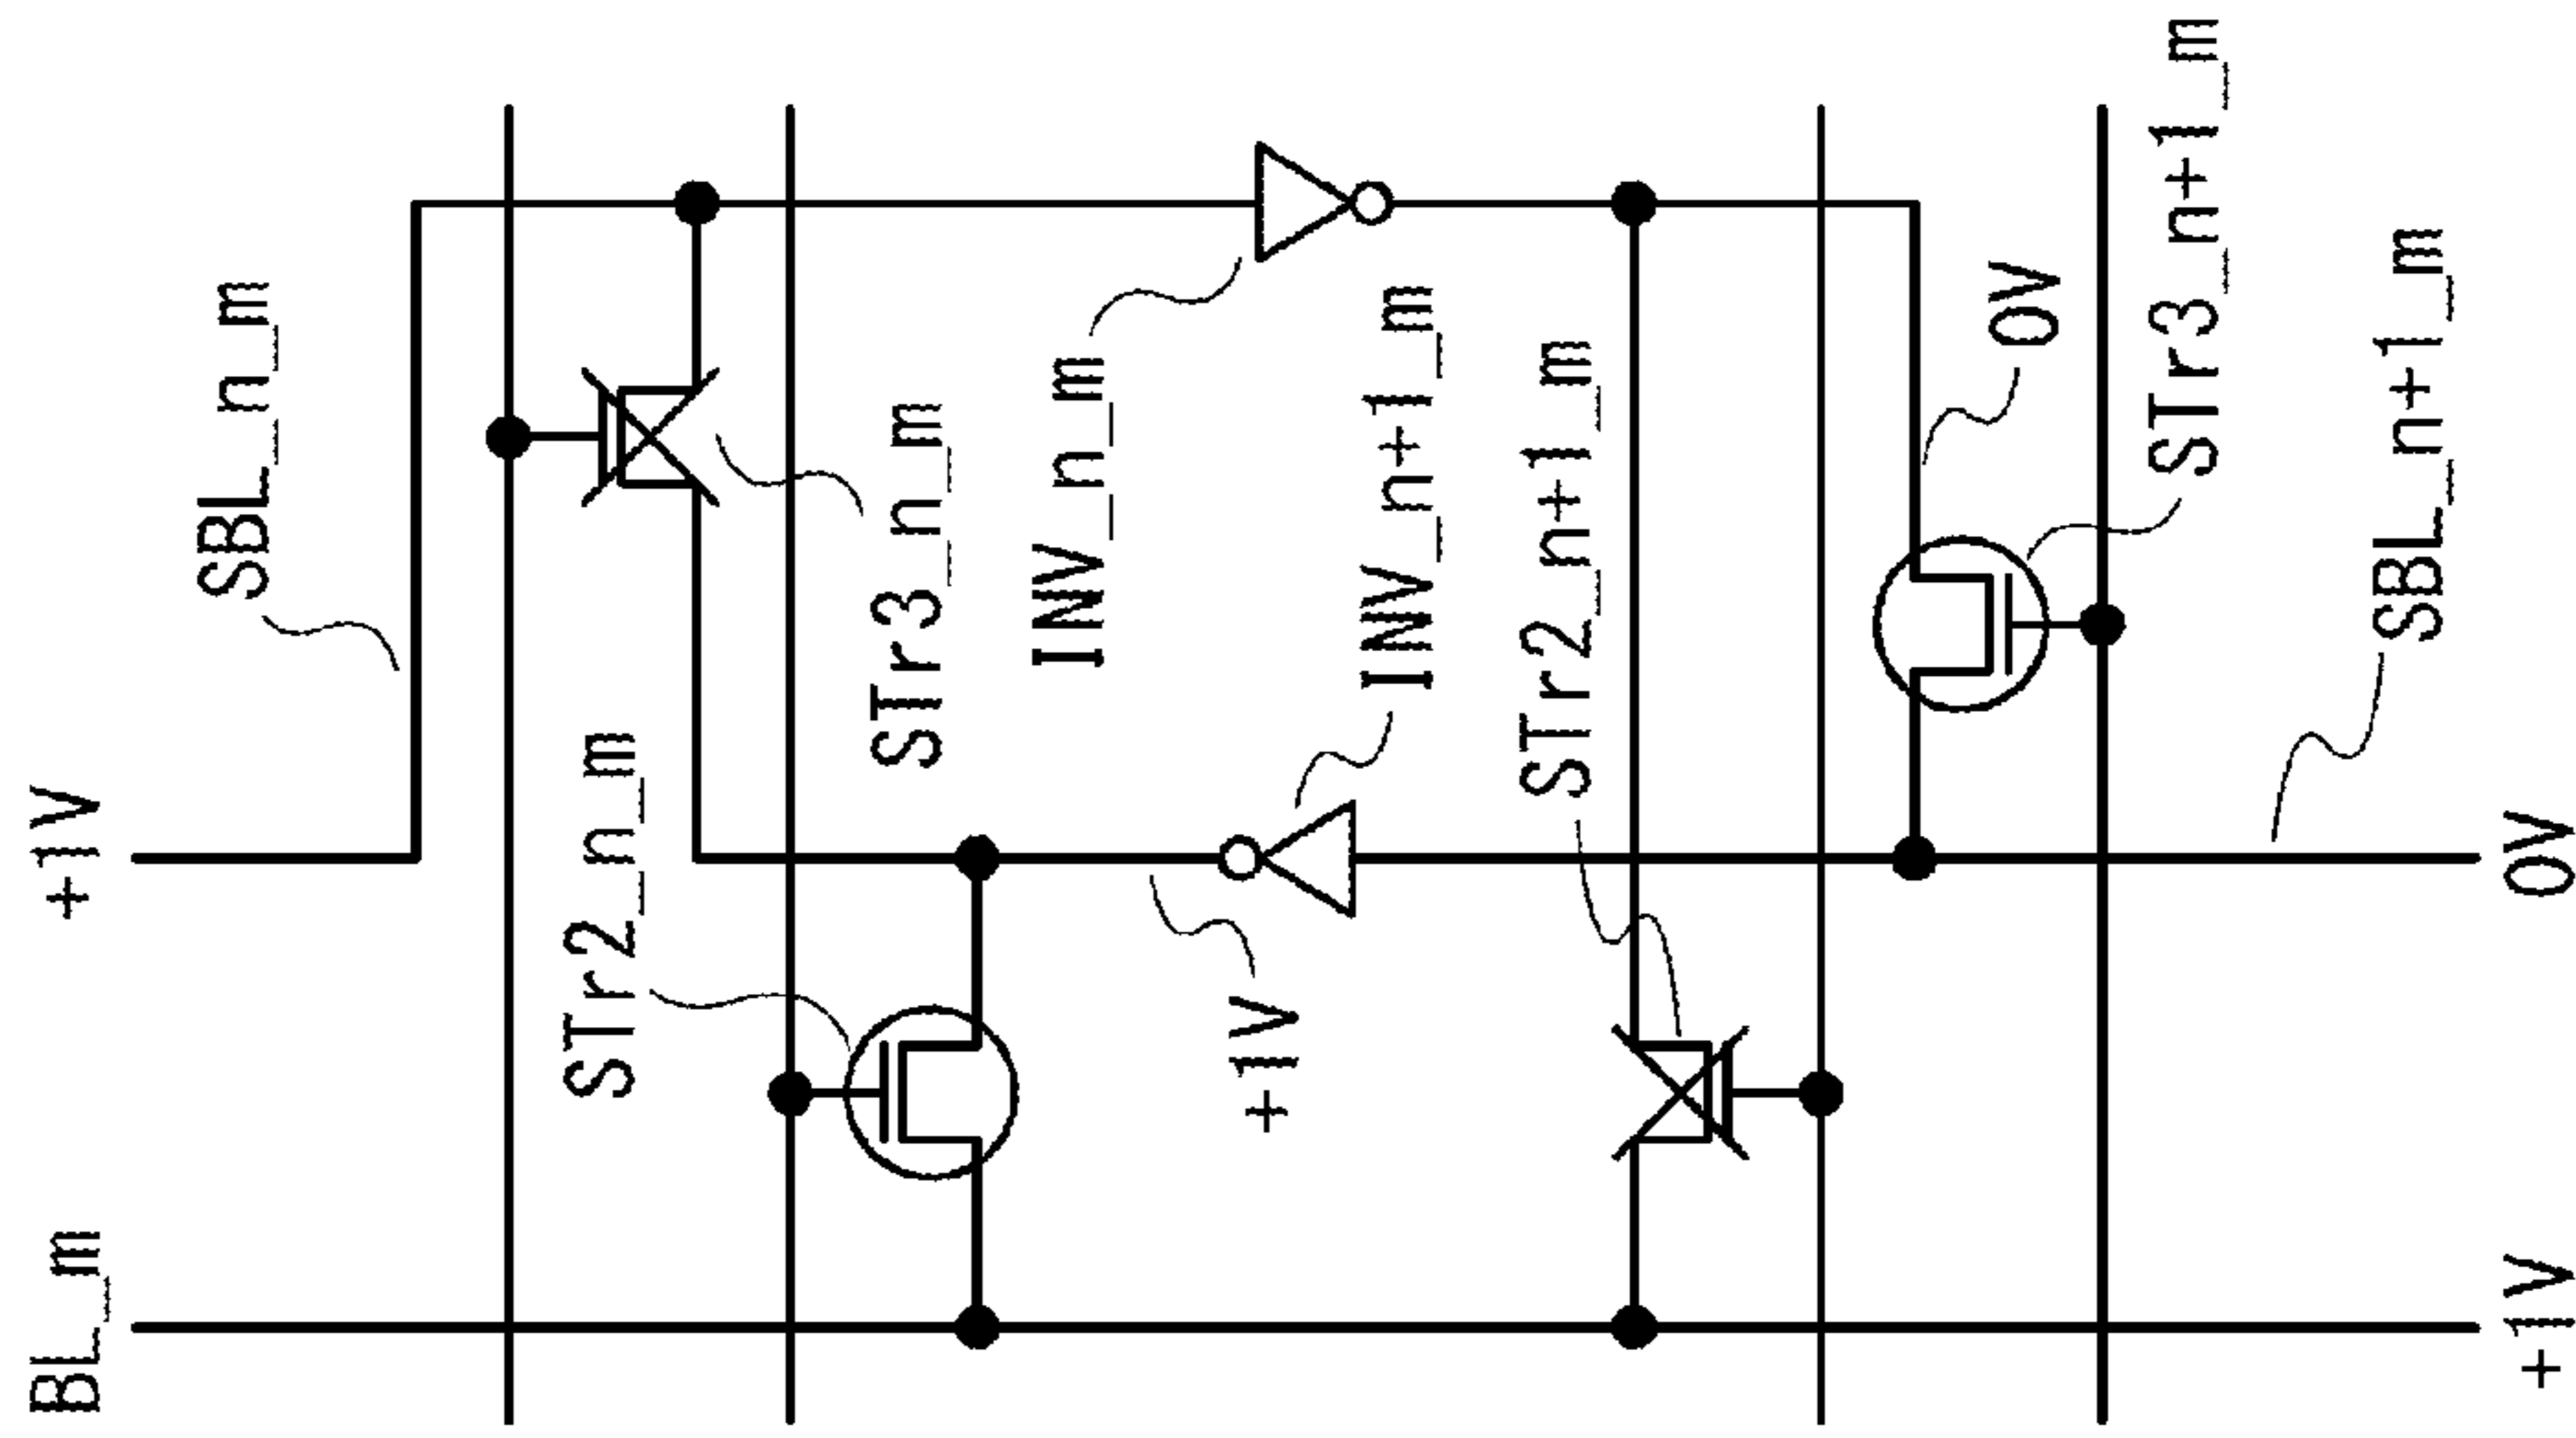 BL_m
+1V
SBL_n_m
STr2_n_m
STr3_n_m
INV_n_m
+1V
INV_n+1_m
STr2_n+1_m
0V
STr3_n+1_m
SBL_n+1_m
+1V
0V